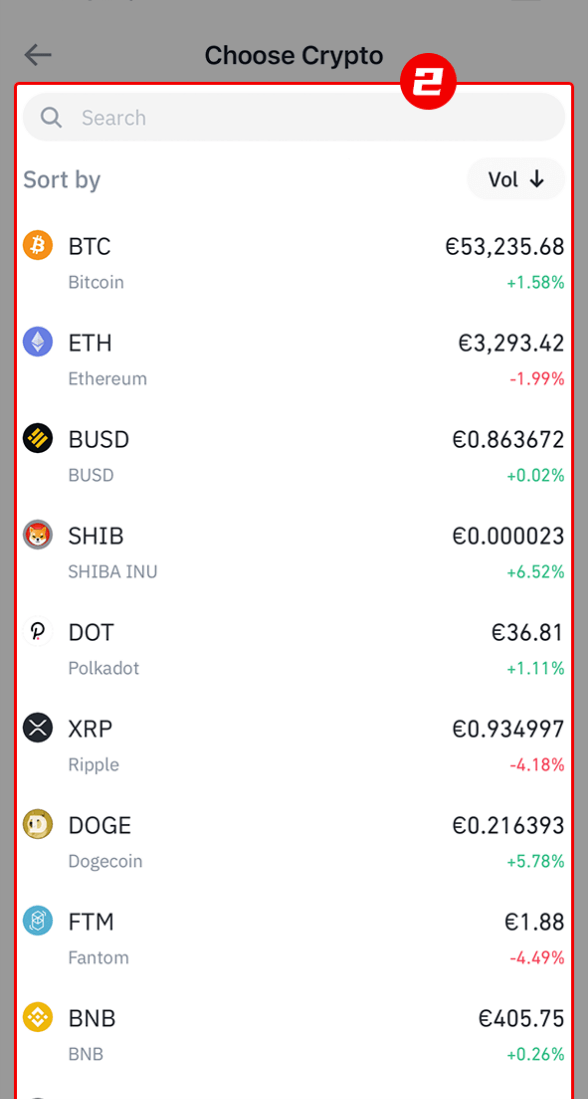 Choose Crypto
2
Search
Sort by
Vol ↓
BTC
€53,235.68
Bitcoin
+1.58%
ETH
€3,293.42
Ethereum
-1.99%
BUSD
€0.863672
BUSD
+0.02%
SHIB
€0.000023
SHIBA INU
+6.52%
DOT
€36.81
Polkadot
+1.11%
XRP
€0.934997
Ripple
-4.18%
DOGE
€0.216393
Dogecoin
+5.78%
FTM
€1.88
Fantom
-4.49%
BNB
€405.75
BNB
+0.26%